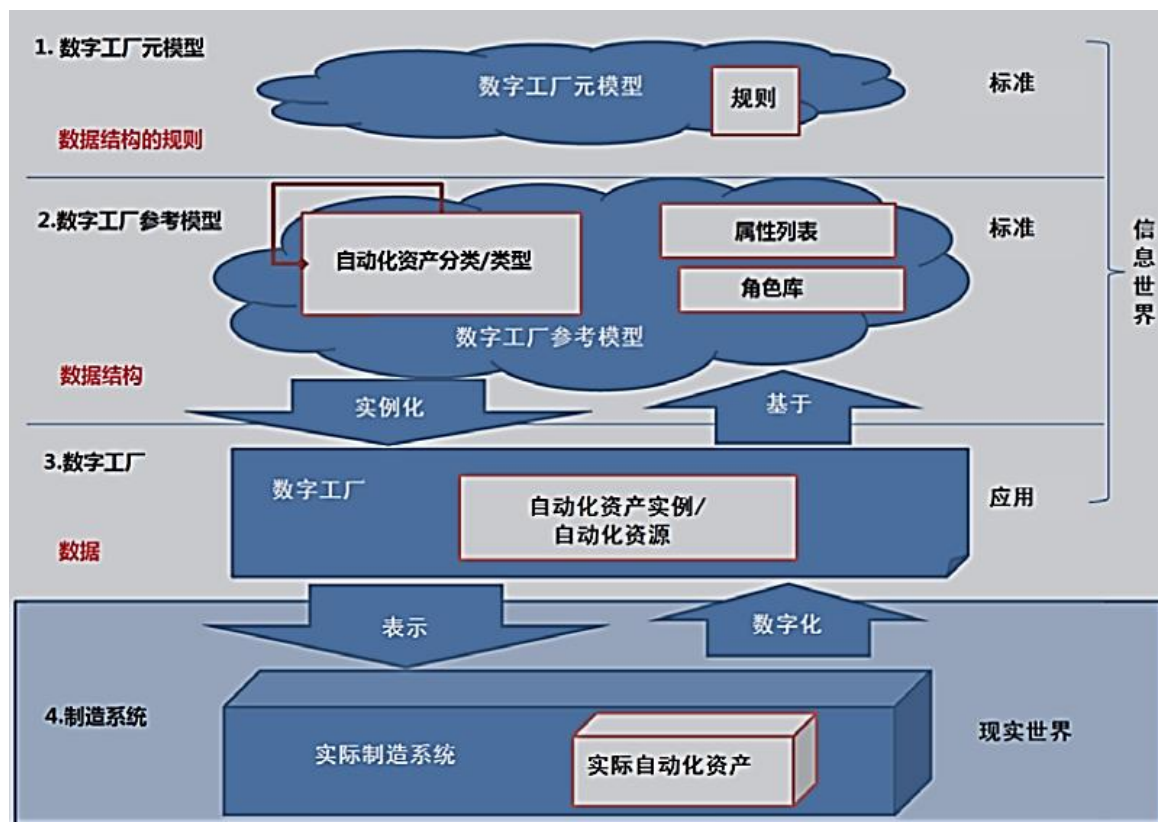 1. 数字工厂元模型
数字工厂元模型
规则
标准
数据结构的规则
2.数字工厂参考模型
自动化资产分类/类型
属性列表
角色库
标准
数字工厂参考模型
数据结构
实例化
基于
信
息
世
界
3.数字工厂
数字工厂
自动化资产实例/
自动化资源
应用
数据
表示
数字化
4.制造系统
实际制造系统
实际自动化资产
现实世界